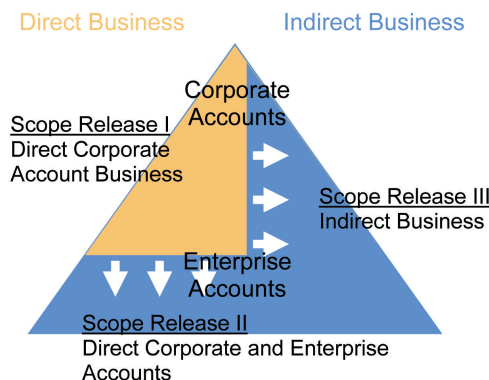 Direct Business
Indirect Business
Corporate
Accounts
Scope Release I
Direct Corporate
Account Business
Scope Release III
Indirect Business
Enterprise
Accounts
Scope Release II
Direct Corporate and Enterprise
Accounts